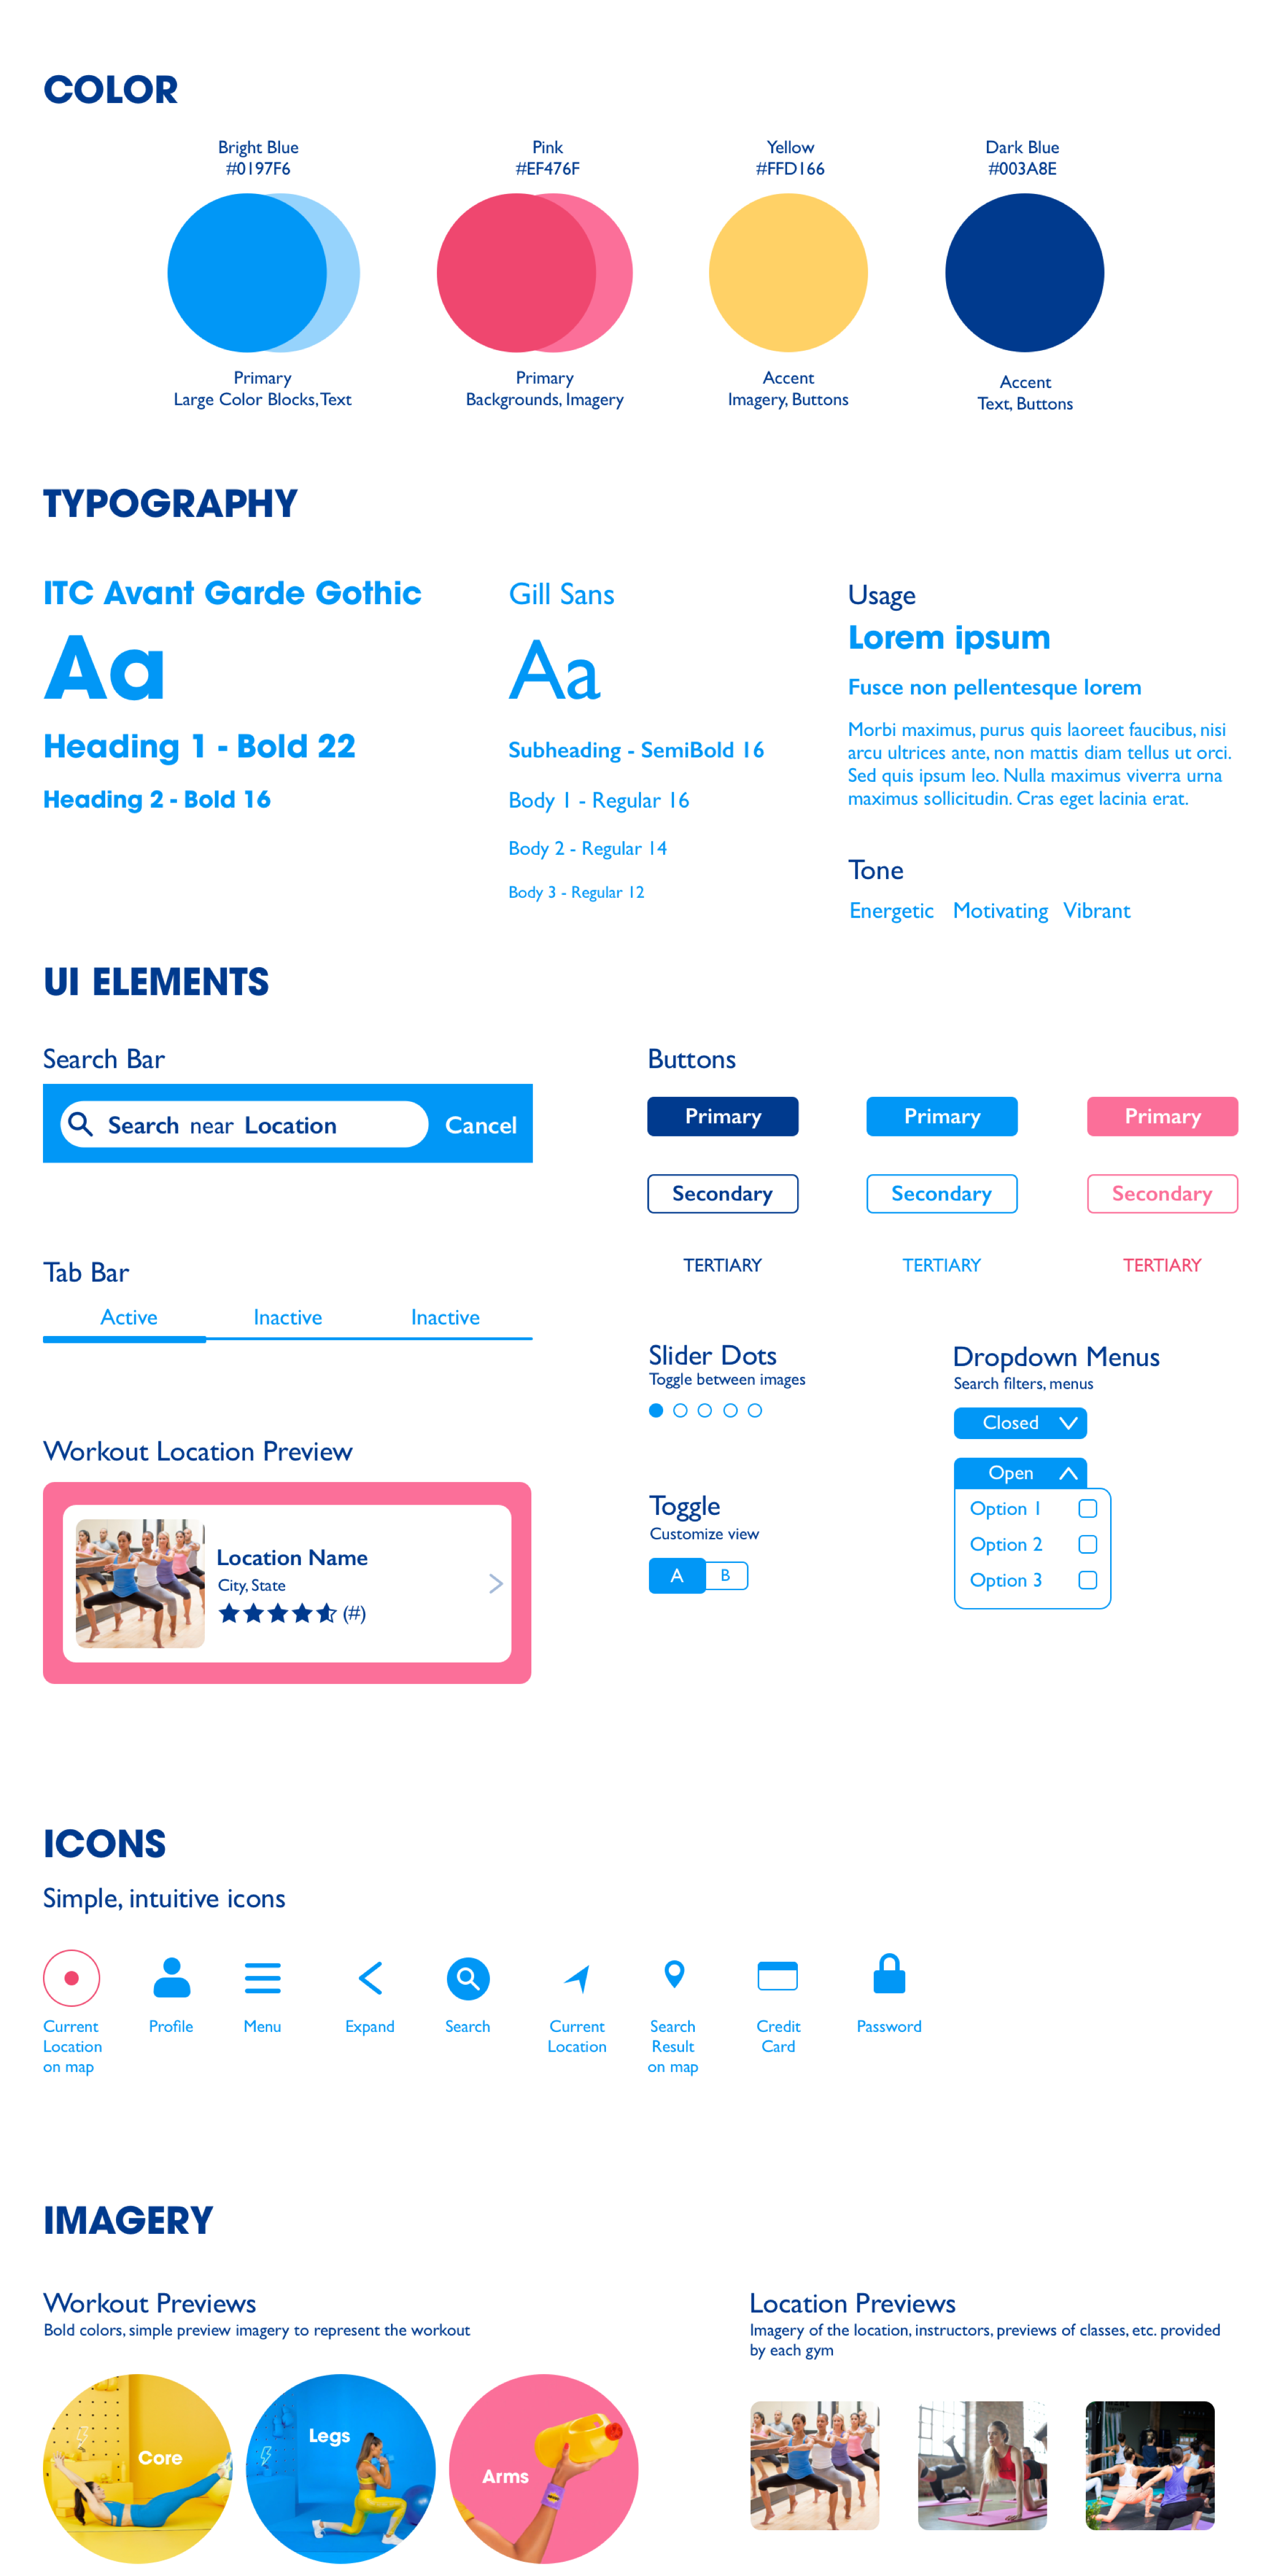 COLOR
Bright Blue
#0197F6
Primary
Large Color Blocks, Text
Pink
#EF476F
Primary
Backgrounds, Imagery
Yellow
#FFD166
Accent
Imagery, Buttons
Dark Blue
#003A8E
Accent
Text, Buttons
TYPOGRAPHY
ITC Avant Garde Gothic
Aa
Heading 1 - Bold 22
Heading 2 - Bold 16
Gill Sans
Aa
Subheading - SemiBold 16
Body 1 - Regular 16
Body 2 - Regular 14
Body 3 - Regular 12
Usage
Lorem ipsum
Fusce non pellentesque lorem
Morbi maximus, purus quis laoreet faucibus, nisi
arcu ultrices ante, non mattis diam tellus ut orci.
Sed quis ipsum leo. Nulla maximus viverra urna
maximus sollicitudin. Cras eget lacinia erat.
Tone
Energetic Motivating Vibrant
UI ELEMENTS
Search Bar
Search near Location Cancel
Tab Bar
Active Inactive Inactive
Workout Location Preview
Location Name
City, State
(#)
Buttons
Primary Primary Primary
Secondary Secondary Secondary
TERTIARY TERTIARY TERTIARY
Slider Dots
Toggle between images
Toggle
Customize view
A B
Dropdown Menus
Search filters, menus
Closed
Open
Option 1
Option 2
Option 3
ICONS
Simple, intuitive icons
Current
Location
on map
Profile
Menu
Expand
Search
Current
Location
Search
Result
on map
Credit
Card
Password
IMAGERY
Workout Previews
Bold colors, simple preview imagery to represent the workout
Core
Legs
Arms
Location Previews
Imagery of the location, instructors, previews of classes, etc. provided
by each gym